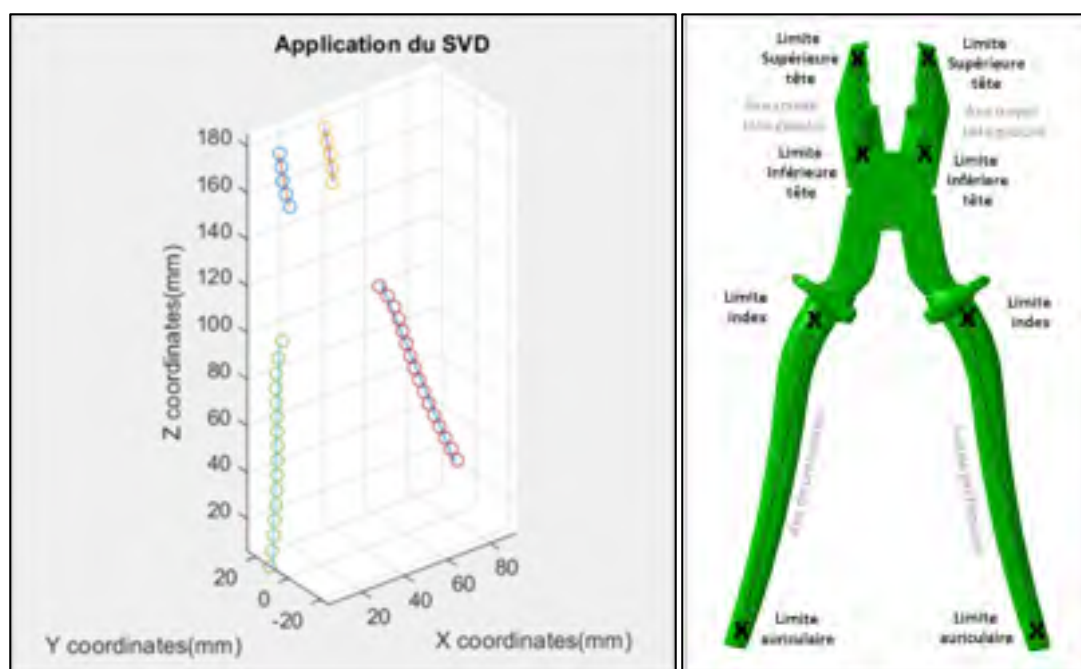 Application du SVD
180
160
140
120
100
80
60
40
20
Z coordinates(mm)
20
0
-20
Y coordinates(mm)
20
40
60
80
X coordinates(mm)
Limite
Supérieure
tête
Limite
Supérieure
tête
Limite
Inférieure
tête
Limite
Inférieure
tête
Limite
index
Limite
index
Limite
auriculaire
Limite
auriculaire